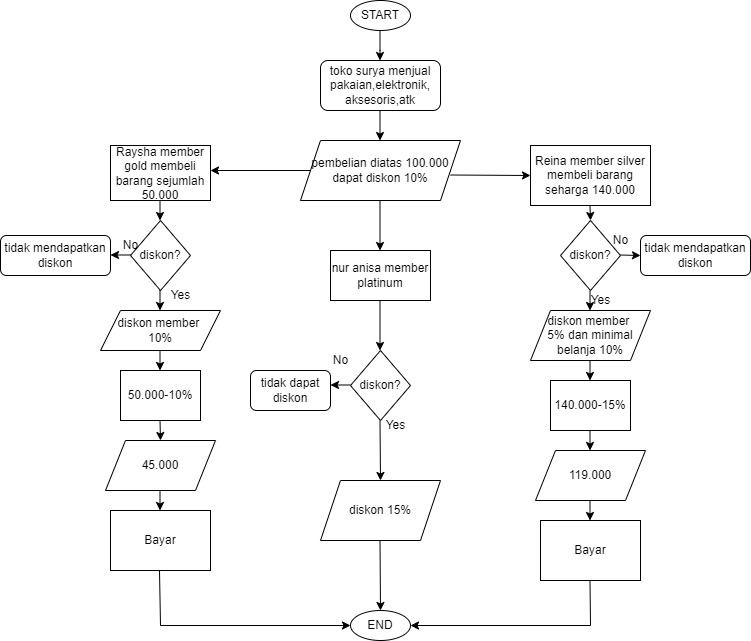 START
toko surya menjual
pakaian,elektronik,
aksesoris,atk
pembelian diatas 100.000
dapat diskon 10%
Raysha member
gold membeli
barang sejumlah
50.000
diskon?
No
tidak mendapatkan
diskon
Yes
diskon member
10%
50.000-10%
45.000
Bayar
nur anisa member
platinum
diskon?
No
tidak dapat
diskon
Yes
diskon 15%
Reina member silver
membeli barang
seharga 140.000
diskon?
No
tidak mendapatkan
diskon
Yes
diskon member
5% dan minimal
belanja 10%
140.000-15%
119.000
Bayar
END